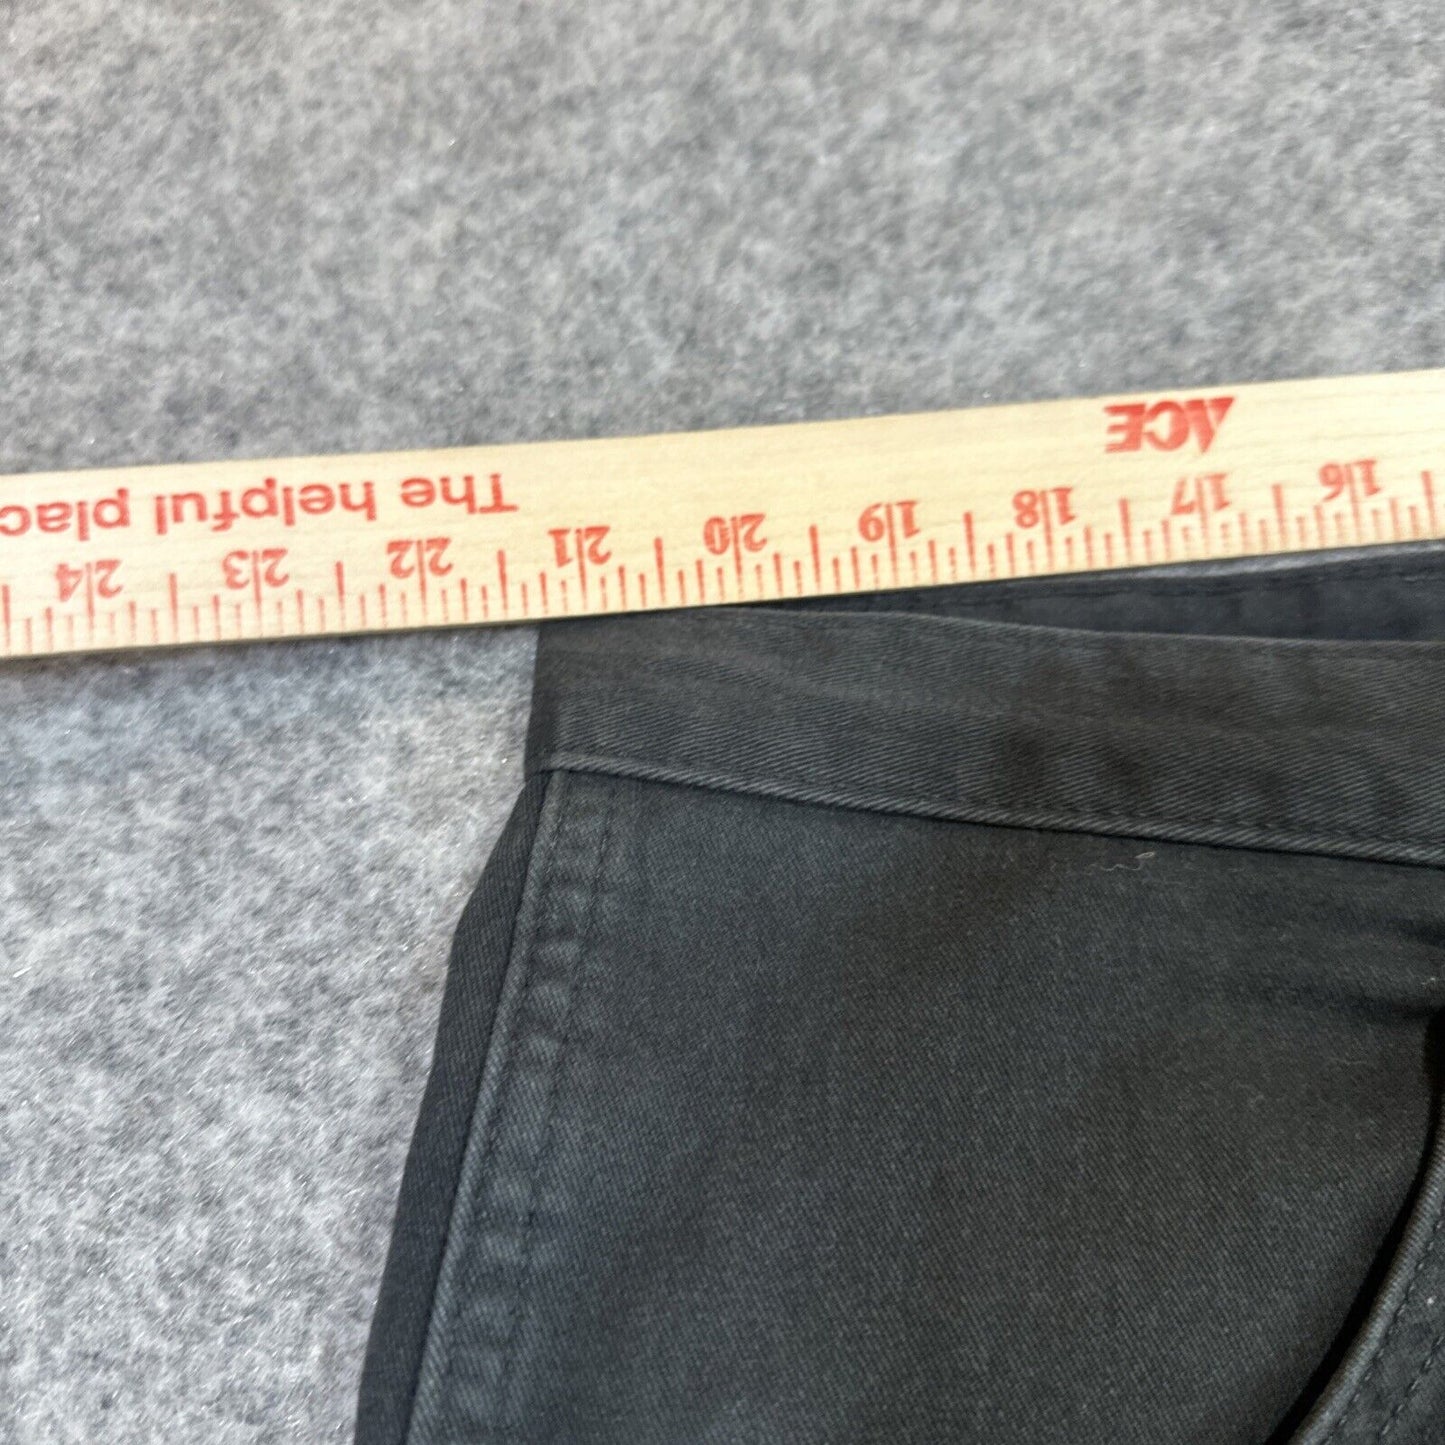 ACE
16 17 18 19 20 21 22 23 24
The helpful plac